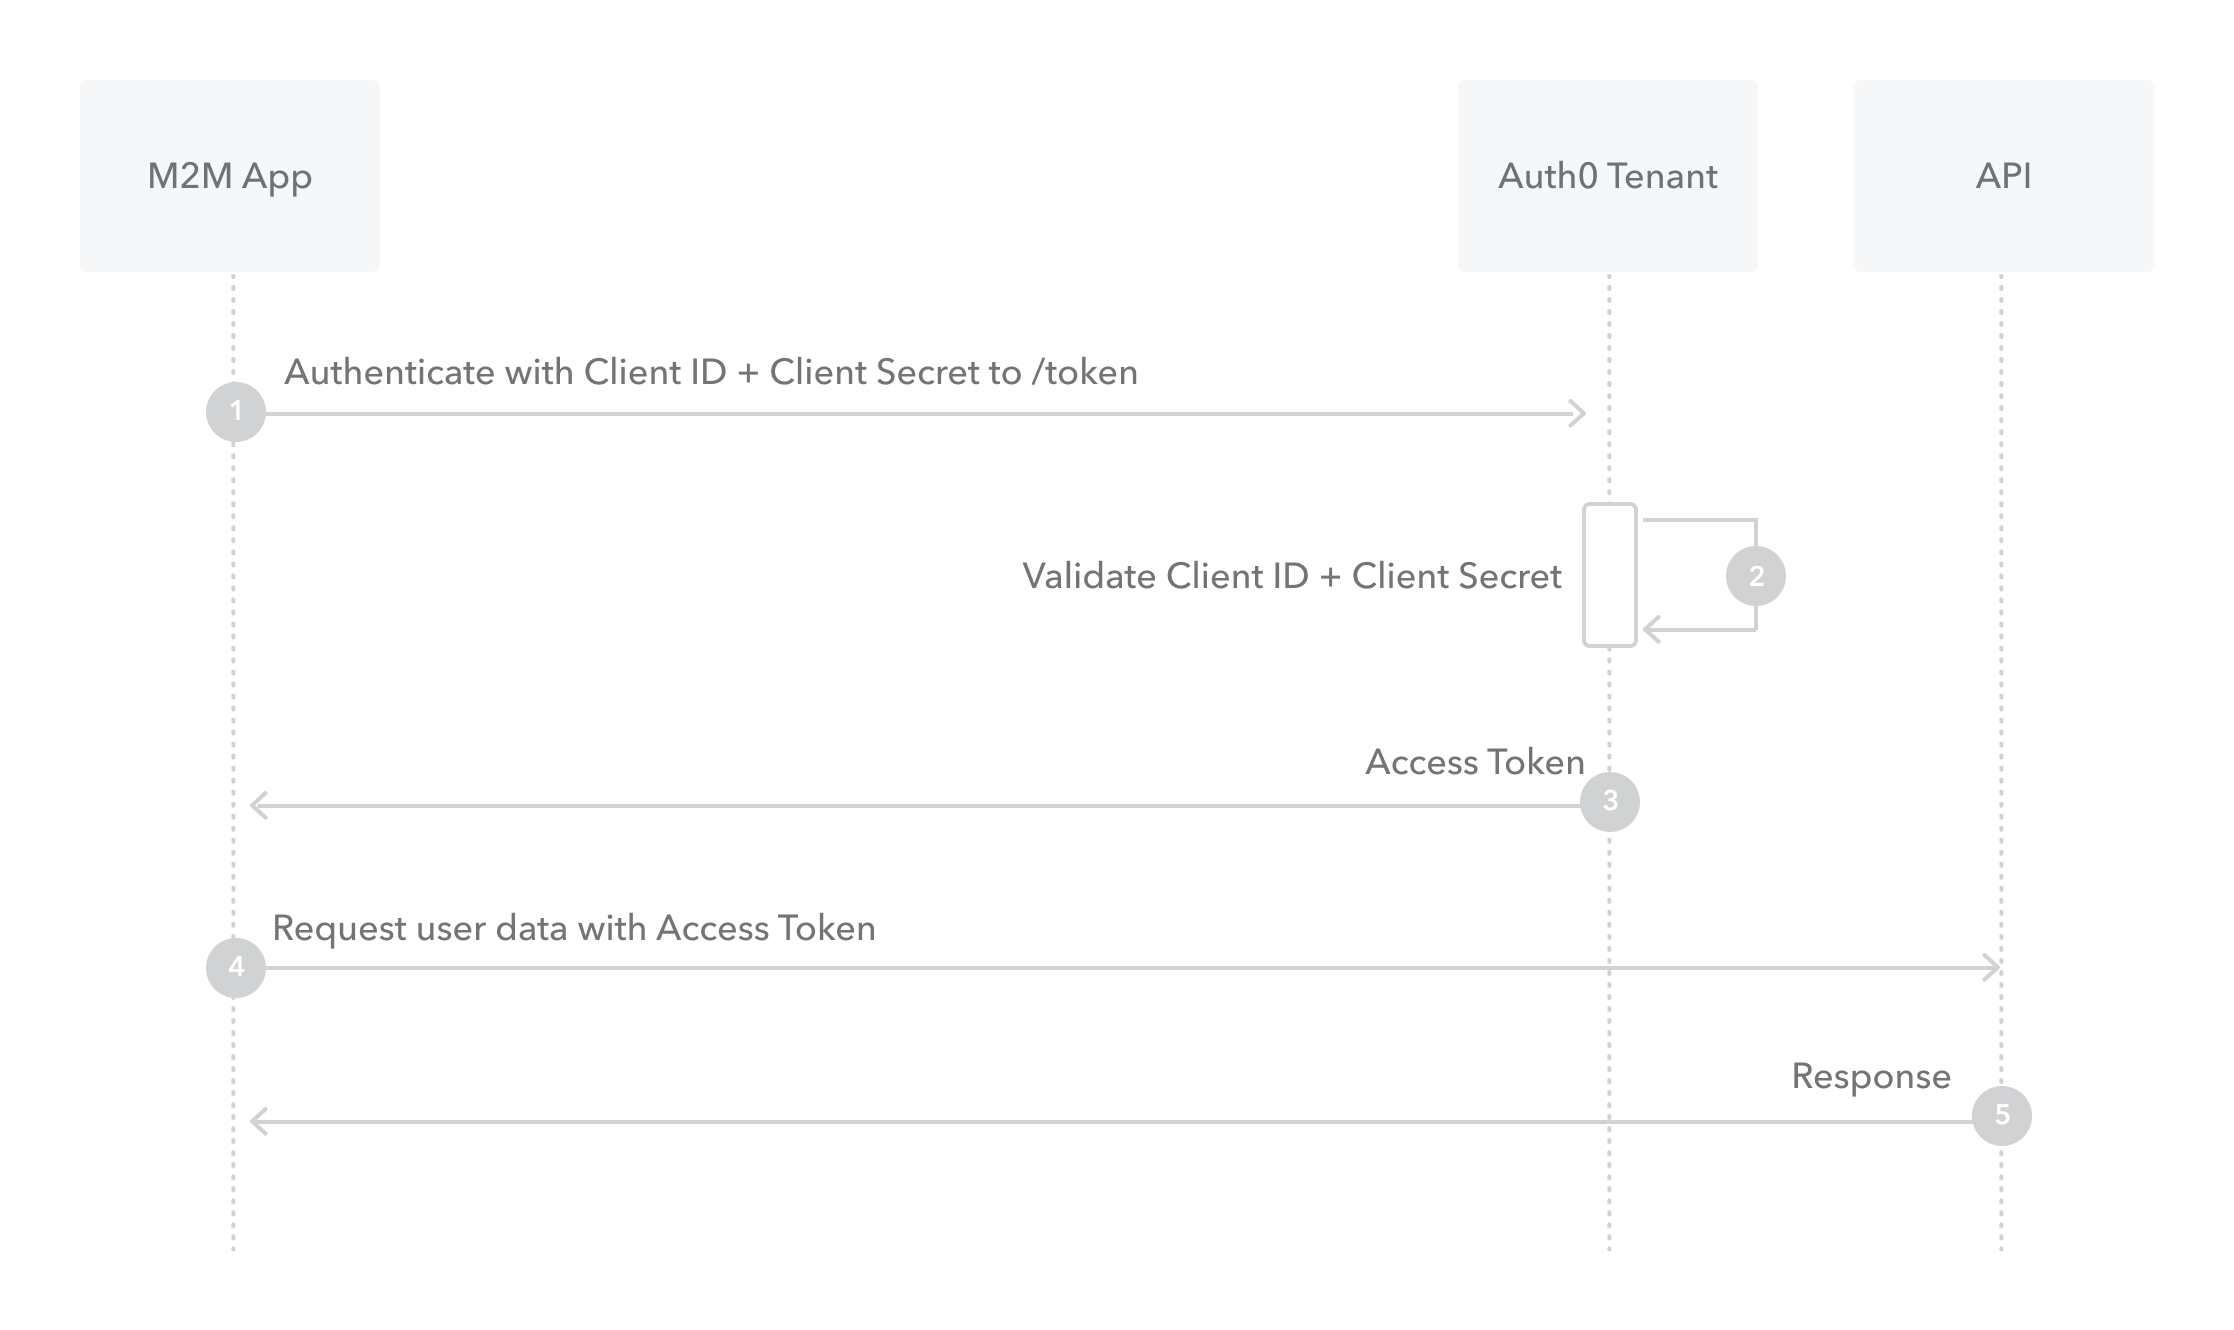 M2M App
Auth0 Tenant
API
Authenticate with Client ID + Client Secret to /token
1
Validate Client ID + Client Secret
2
Access Token
3
Request user data with Access Token
4
Response
5